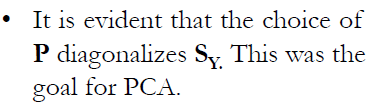 • It is evident that the choice of
P diagonalizes SY. This was the
goal for PCA.